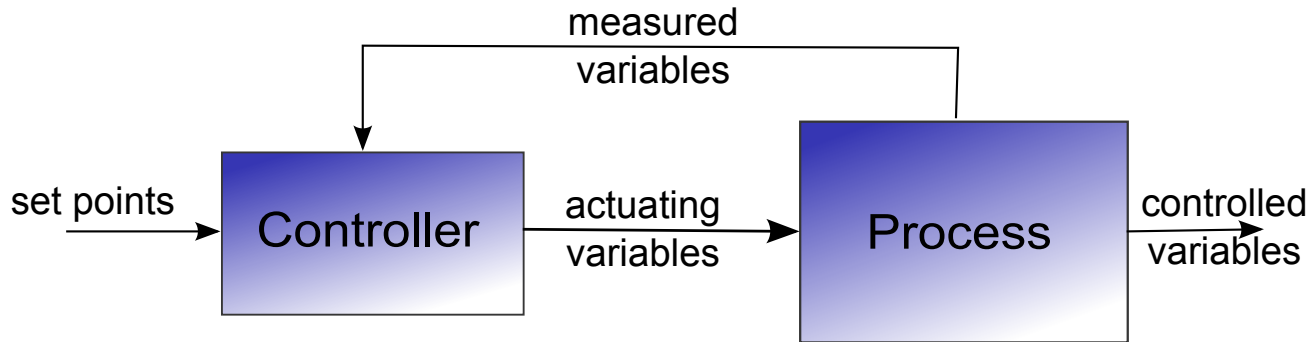 measured
variables
set points
Controller
actuating
variables
Process
controlled
variables